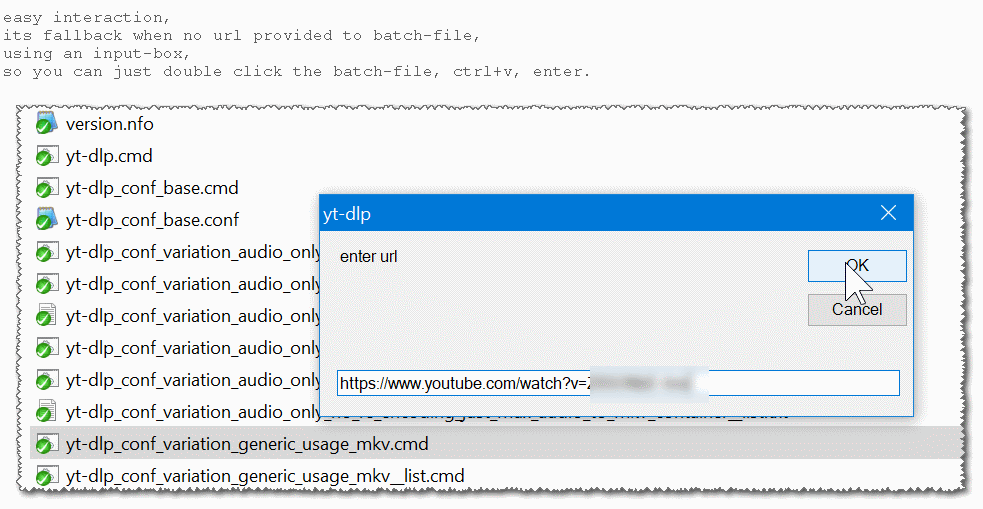 easy interaction,
its fallback when no url provided to batch-file,
using an input-box,
so you can just double click the batch-file, ctrl+v, enter.
version.nfo
yt-dlp.cmd
yt-dlp_conf_base.cmd
yt-dlp_conf_base.conf
yt-dlp
enter url
OK
Cancel
https://www.youtube.com/watch?v=
yt-dlp_conf_variation_audio_only
yt-dlp_conf_variation_audio_only
yt-dlp_conf_variation_audio_only
yt-dlp_conf_variation_audio_only
yt-dlp_conf_variation_audio_only
yt-dlp_conf_variation_audio_only
yt-dlp_conf_variation_generic_usage_mkv.cmd
yt-dlp_conf_variation_generic_usage_mkv__list.cmd